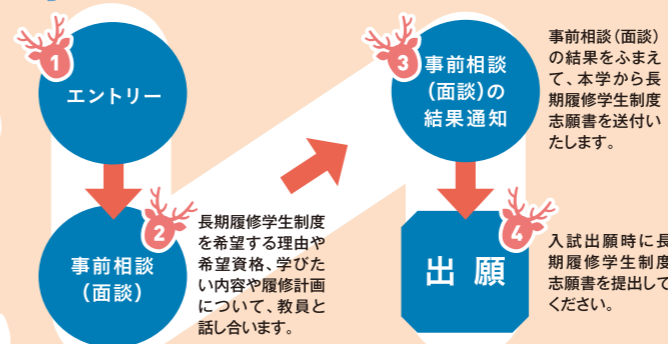 1
エントリー
2
事前相談
(面談)
長期履修学生制度
を希望する理由や
希望資格、学びた
い内容や履修計画
について、教員と
話し合います。
3
事前相談
(面談)の
結果通知
事前相談(面談)
の結果をふまえ
て、本学から長
期履修学生制度
志願書を送付い
たします。
4
出願
入試出願時に長
期履修学生制度
志願書を提出して
ください。